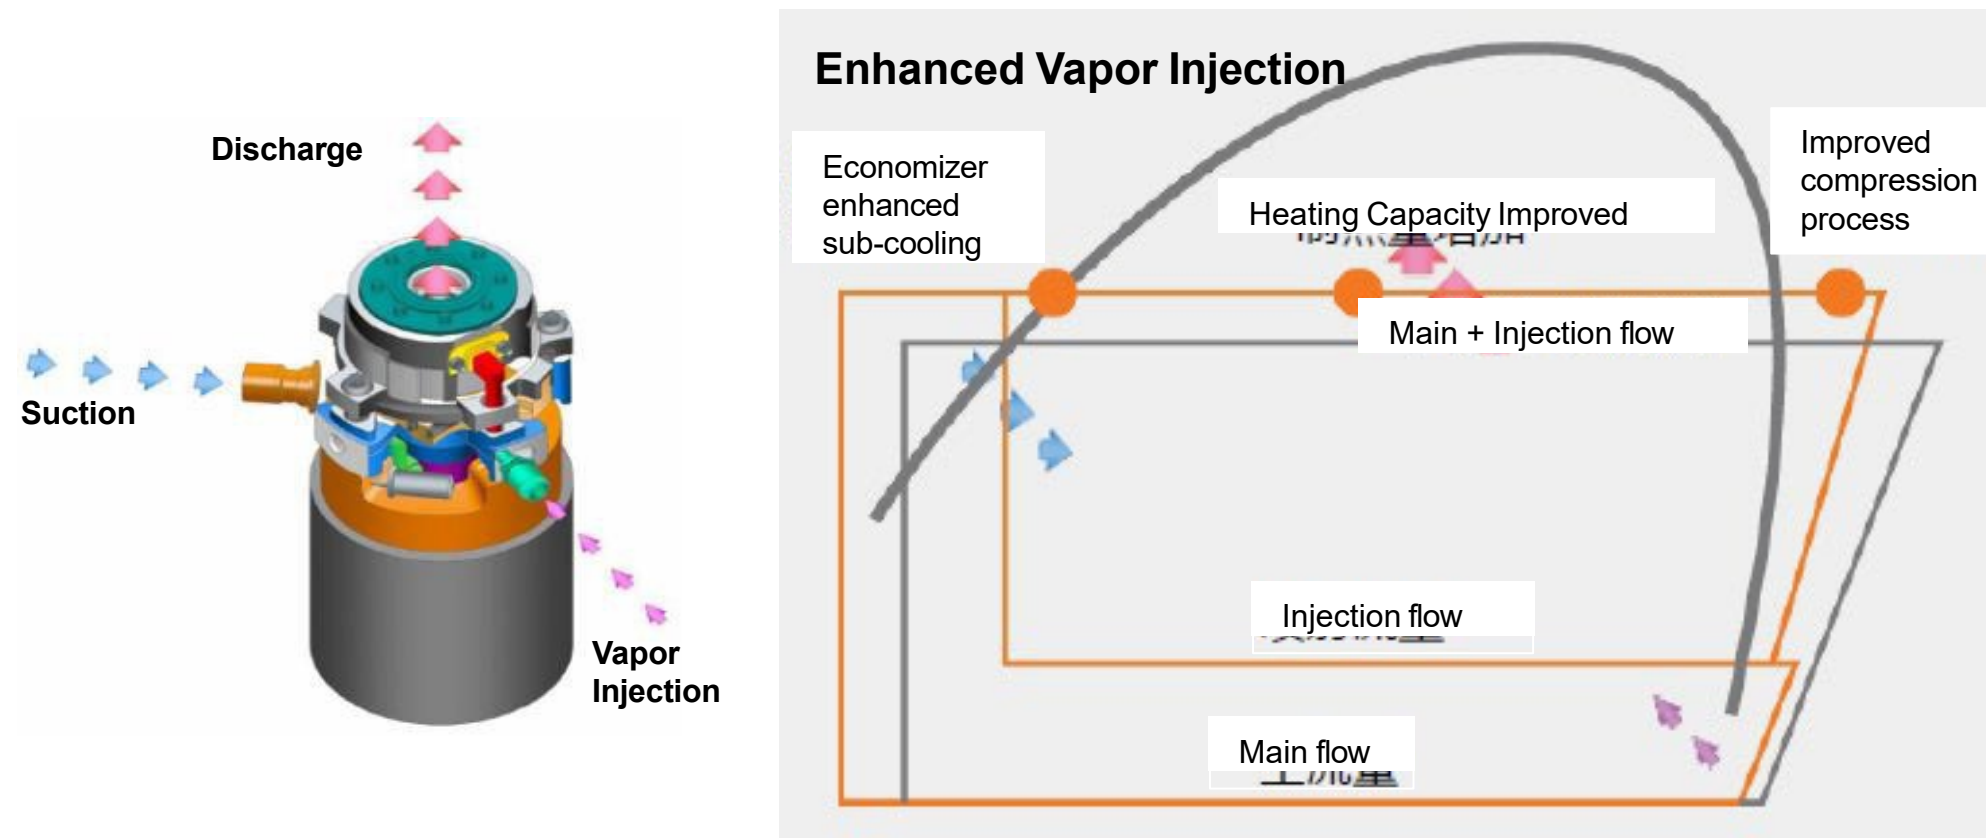 Discharge
Suction
Vapor
Injection
Enhanced Vapor Injection
Economizer
enhanced
sub-cooling
Heating Capacity Improved
Improved
compression
process
Main + Injection flow
Injection flow
Main flow